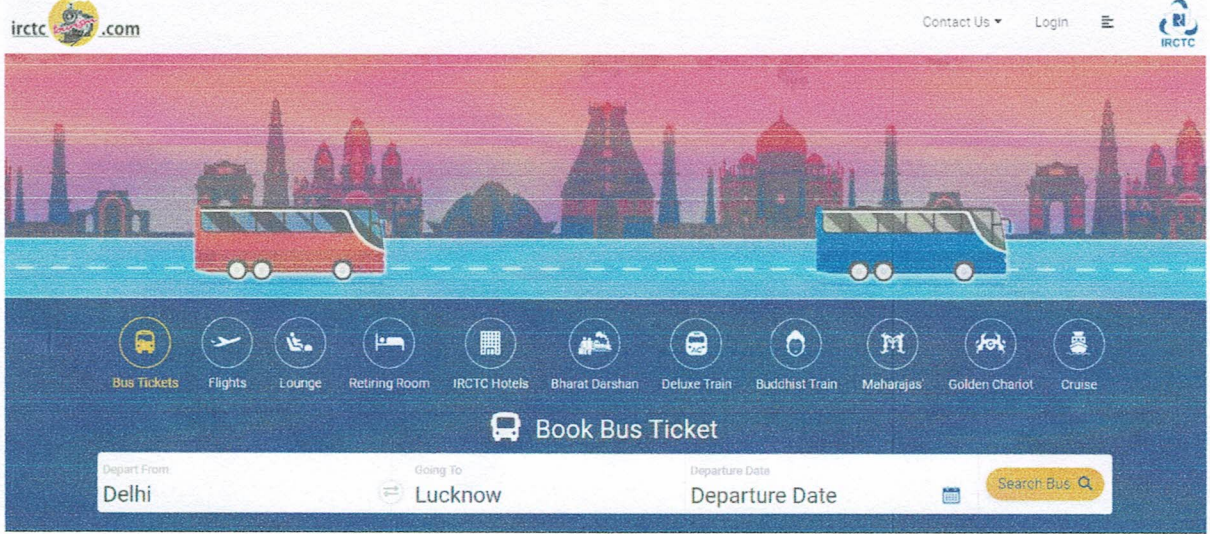 irctc tourism .com
Contact Us Login
IRCTC
Bus Tickets Flights Lounge Retiring Room IRCTC Hotels Bharat Darshan Deluxe Train Buddhist Train Maharajas' Golden Chariot Cruise
Book Bus Ticket
Depart From Going To Departure Date
Delhi Lucknow Departure Date Search Bus